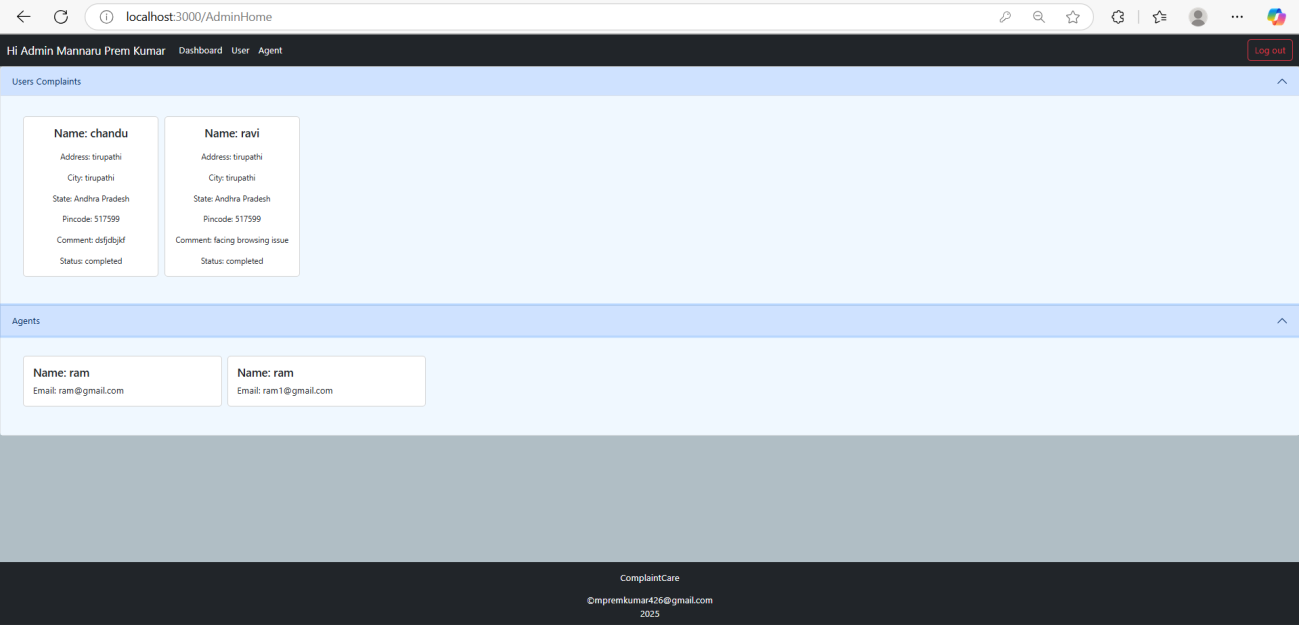 localhost:3000/AdminHome
Hi Admin Mannaru Prem Kumar Dashboard User Agent Log out
Users Complaints
Name: chandu
Address: tirupathi
City: tirupathi
State: Andhra Pradesh
Pincode: 517599
Comment: dsfjdbjkf
Status: completed
Name: ravi
Address: tirupathi
City: tirupathi
State: Andhra Pradesh
Pincode: 517599
Comment: facing browsing issue
Status: completed
Agents
Name: ram
Email: ram@gmail.com
Name: ram
Email: ram1@gmail.com
ComplaintCare
©mpremkumar426@gmail.com
2025